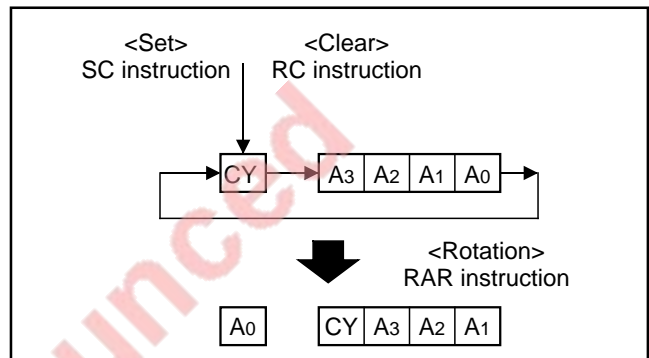 <Set> <Clear>
SC instruction RC instruction
CY A3 A2 A1 A0
<Rotation>
RAR instruction
A0 CY A3 A2 A1
unced